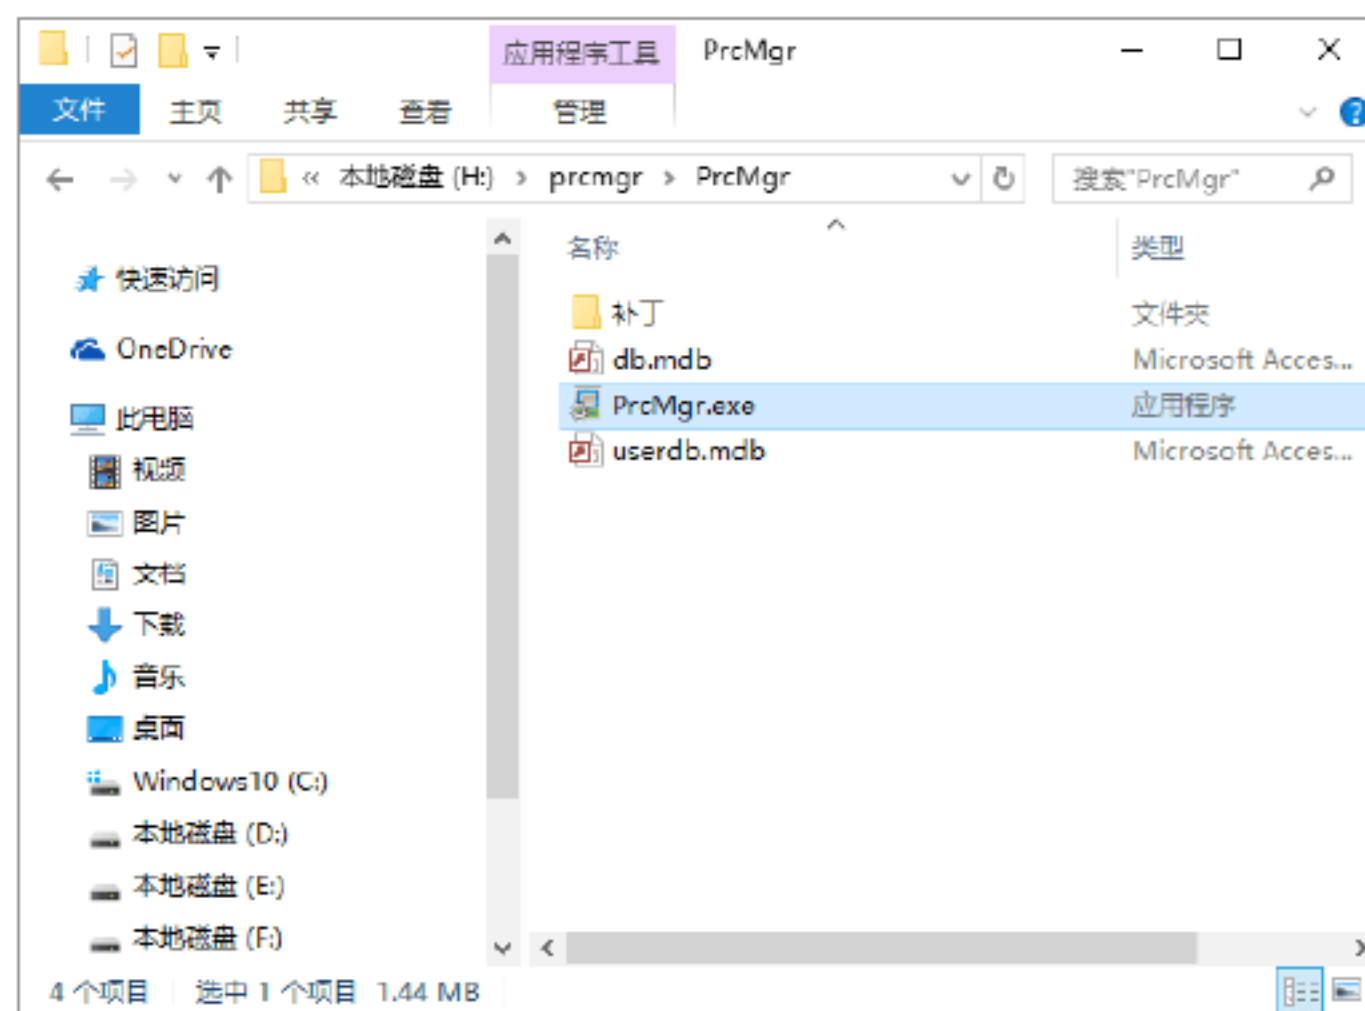 应用程序工具 PrcMgr
文件 主页 共享 查看 管理
« 本地磁盘 (H:) › prcmgr › PrcMgr 搜索"PrcMgr"
名称 类型
快速访问
OneDrive
此电脑
视频
图片
文档
下载
音乐
桌面
Windows10 (C:)
本地磁盘 (D:)
本地磁盘 (E:)
本地磁盘 (F:)
补丁 文件夹
db.mdb Microsoft Acces...
PrcMgr.exe 应用程序
userdb.mdb Microsoft Acces...
4 个项目 选中 1 个项目 1.44 MB